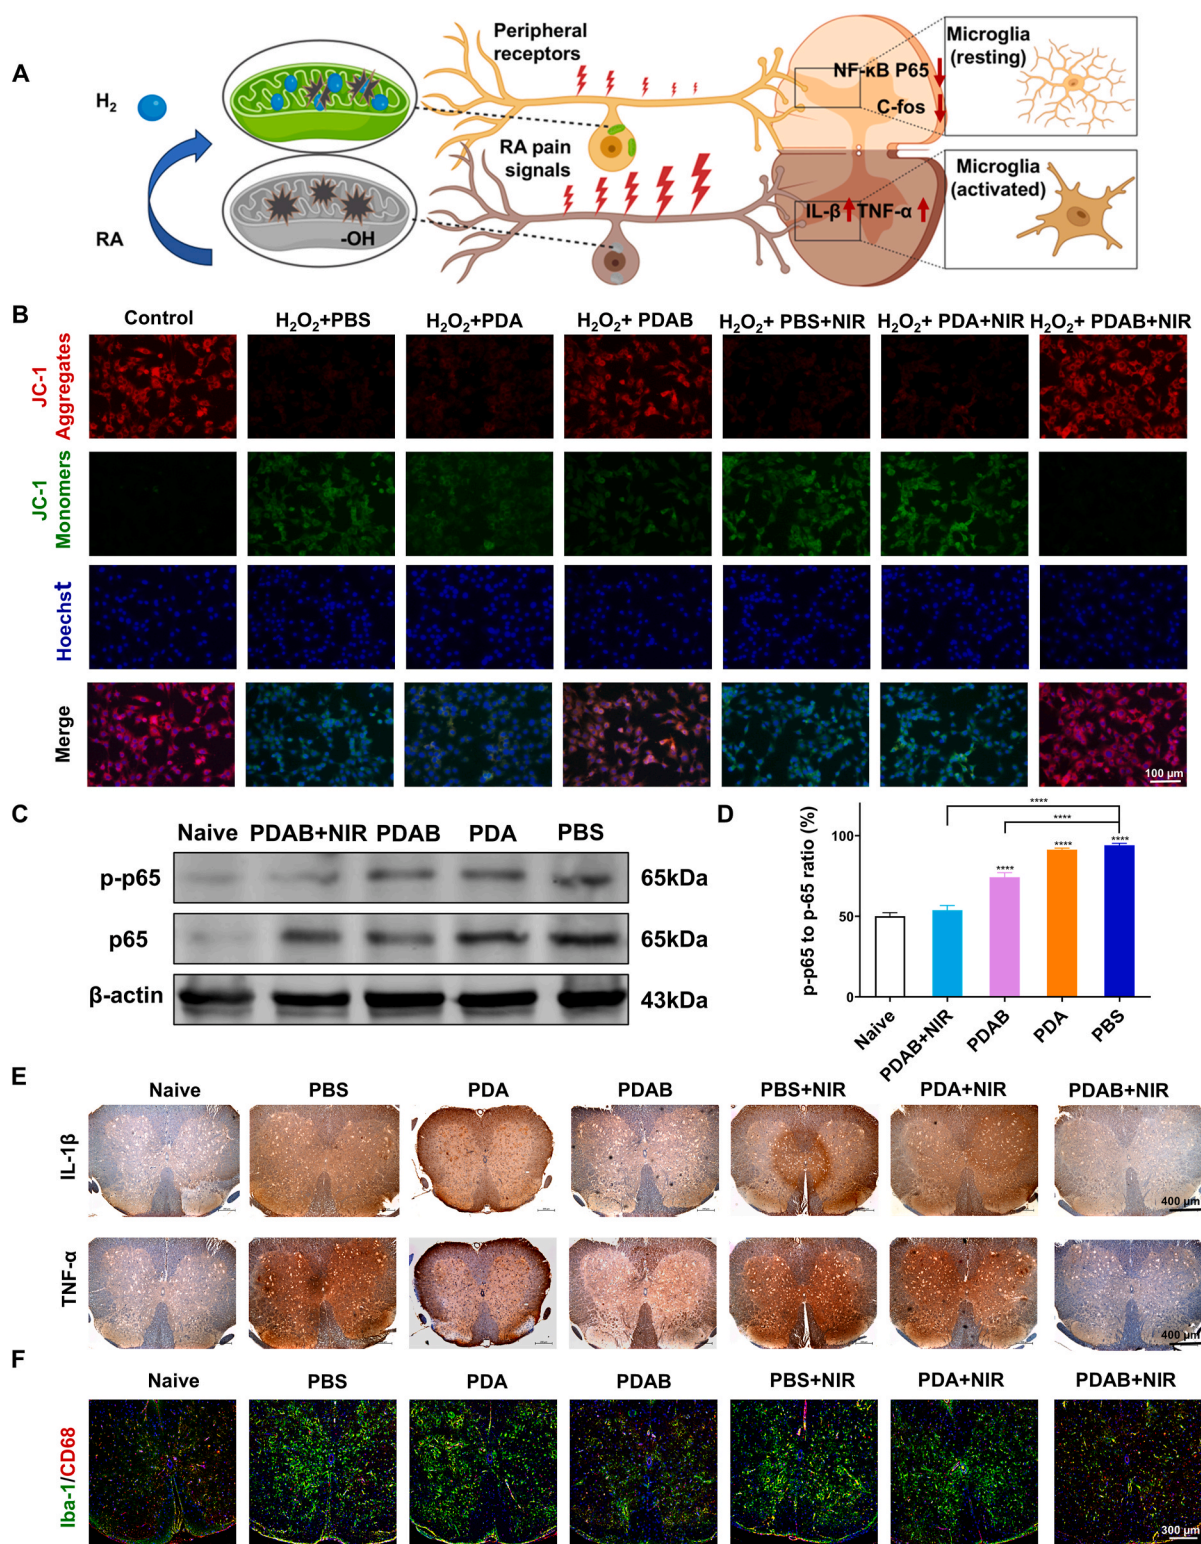 A
H₂
RA
-OH
Peripheral
receptors
RA pain
signals
NF-κB P65
C-fos
IL-β
TNF-α
Microglia
(resting)
Microglia
(activated)
B
Control
H₂O₂+PBS
H₂O₂+PDA
H₂O₂+ PDAB
H₂O₂+ PBS+NIR
H₂O₂+ PDA+NIR
H₂O₂+ PDAB+NIR
JC-1
Aggregates
JC-1
Monomers
Hoechst
Merge
100 μm
C
Naive
PDAB+NIR
PDAB
PDA
PBS
p-p65
65kDa
p65
65kDa
β-actin
43kDa
D
p-p65 to p-65 ratio (%)
100
50
0
****
****
****
****
****
Naive
PDAB+NIR
PDAB
PDA
PBS
E
Naive
PBS
PDA
PDAB
PBS+NIR
PDA+NIR
PDAB+NIR
IL-1β
400 μm
TNF-α
400 μm
F
Naive
PBS
PDA
PDAB
PBS+NIR
PDA+NIR
PDAB+NIR
Iba-1/CD68
300 μm